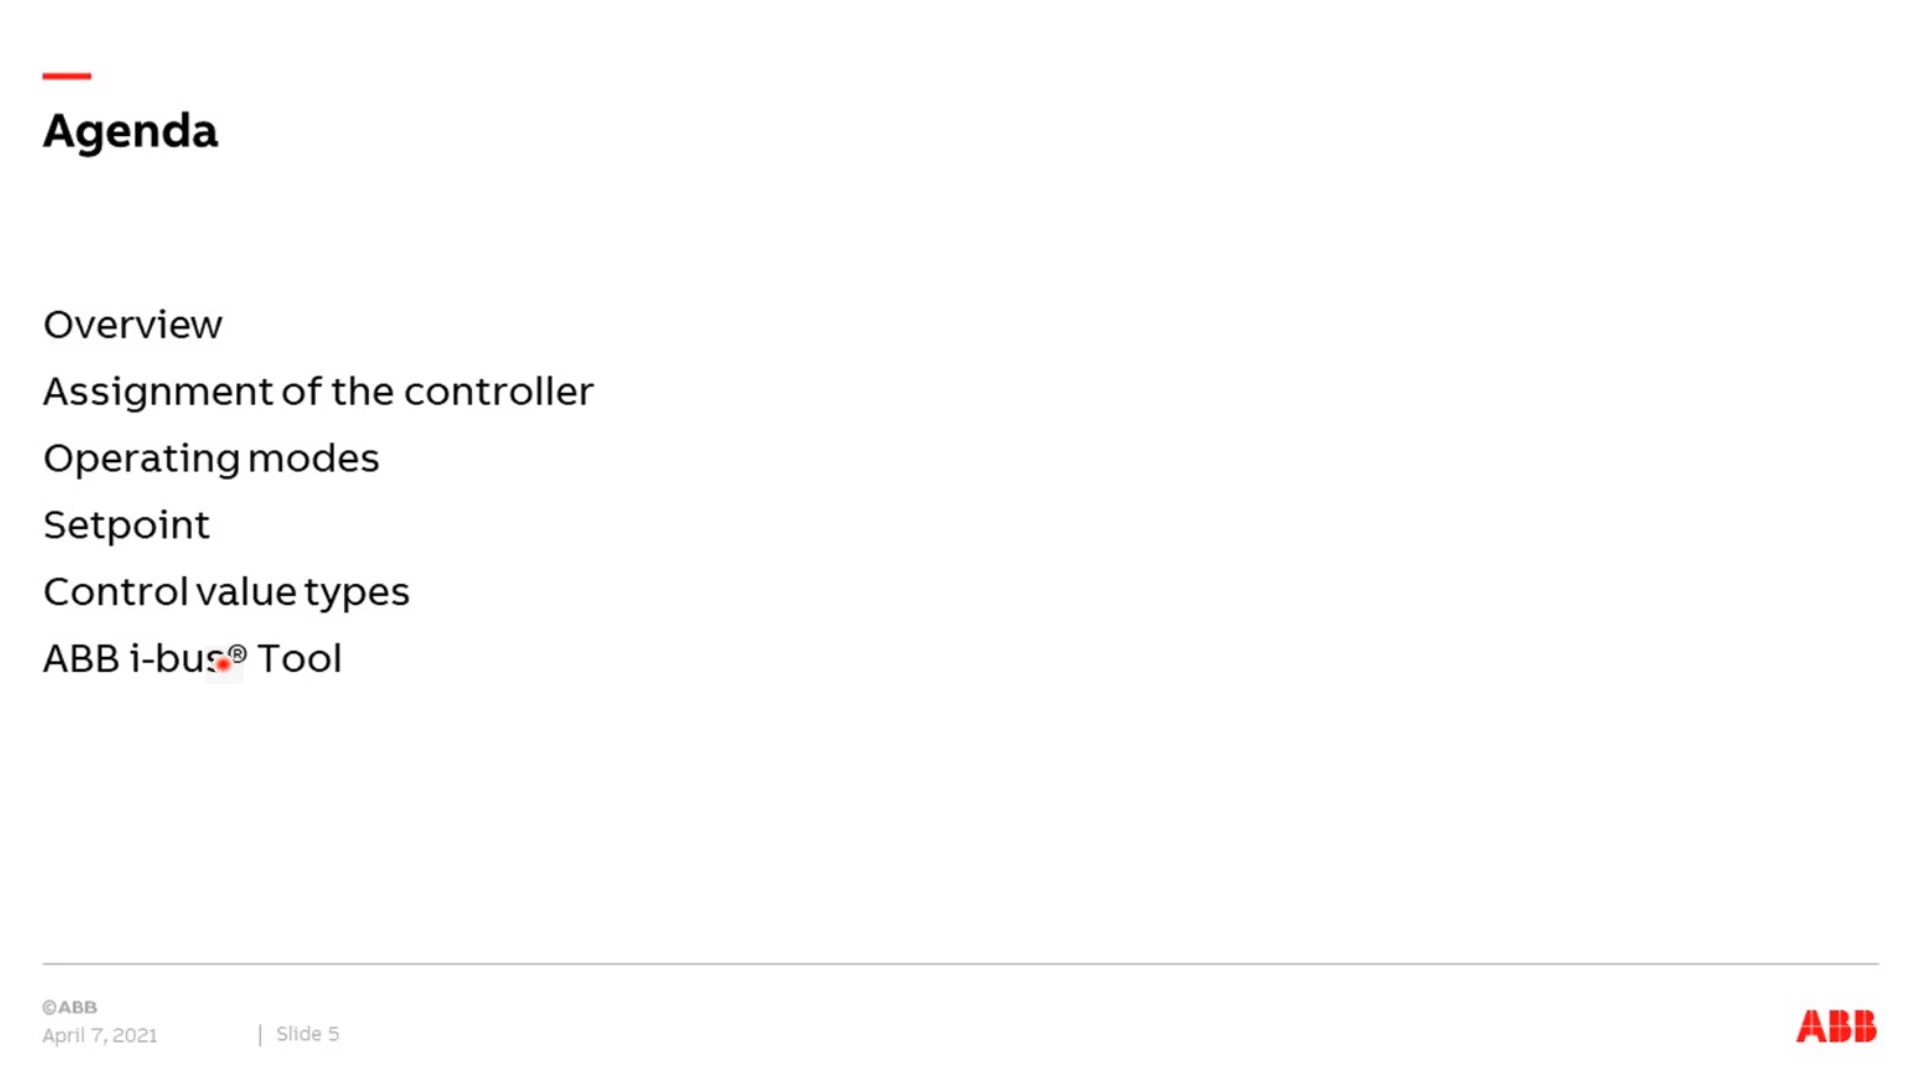 Agenda
Overview
Assignment of the controller
Operating modes
Setpoint
Control value types
ABB i-bus® Tool
©ABB
April 7, 2021 | Slide 5
ABB